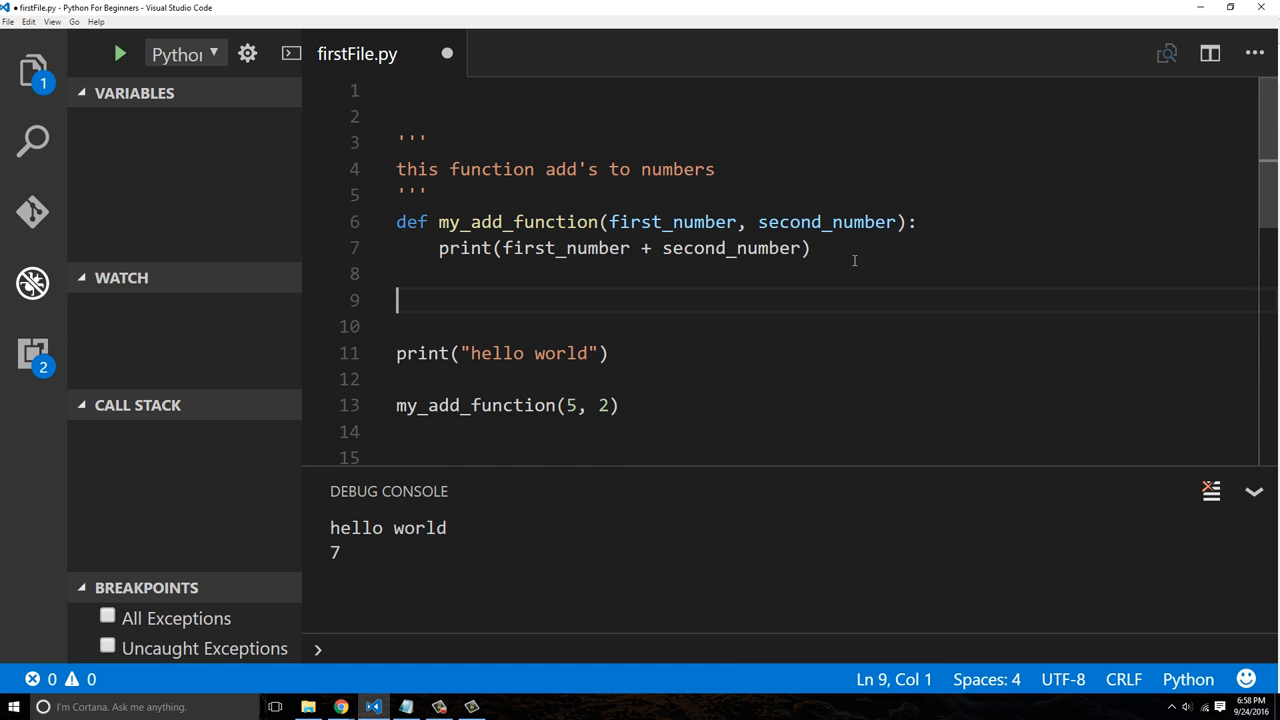 ● firstFile.py - Python For Beginners - Visual Studio Code
File Edit View Go Help
Python firstFile.py
VARIABLES
WATCH
CALL STACK
BREAKPOINTS
All Exceptions
Uncaught Exceptions
1
2
1
2
3 '''
4 this function add's to numbers
5 '''
6 def my_add_function(first_number, second_number):
7 print(first_number + second_number)
8
9
10
11 print("hello world")
12
13 my_add_function(5, 2)
14
15
DEBUG CONSOLE
hello world
7
0 0 Ln 9, Col 1 Spaces: 4 UTF-8 CRLF Python
I'm Cortana. Ask me anything.
6:58 PM
9/24/2016